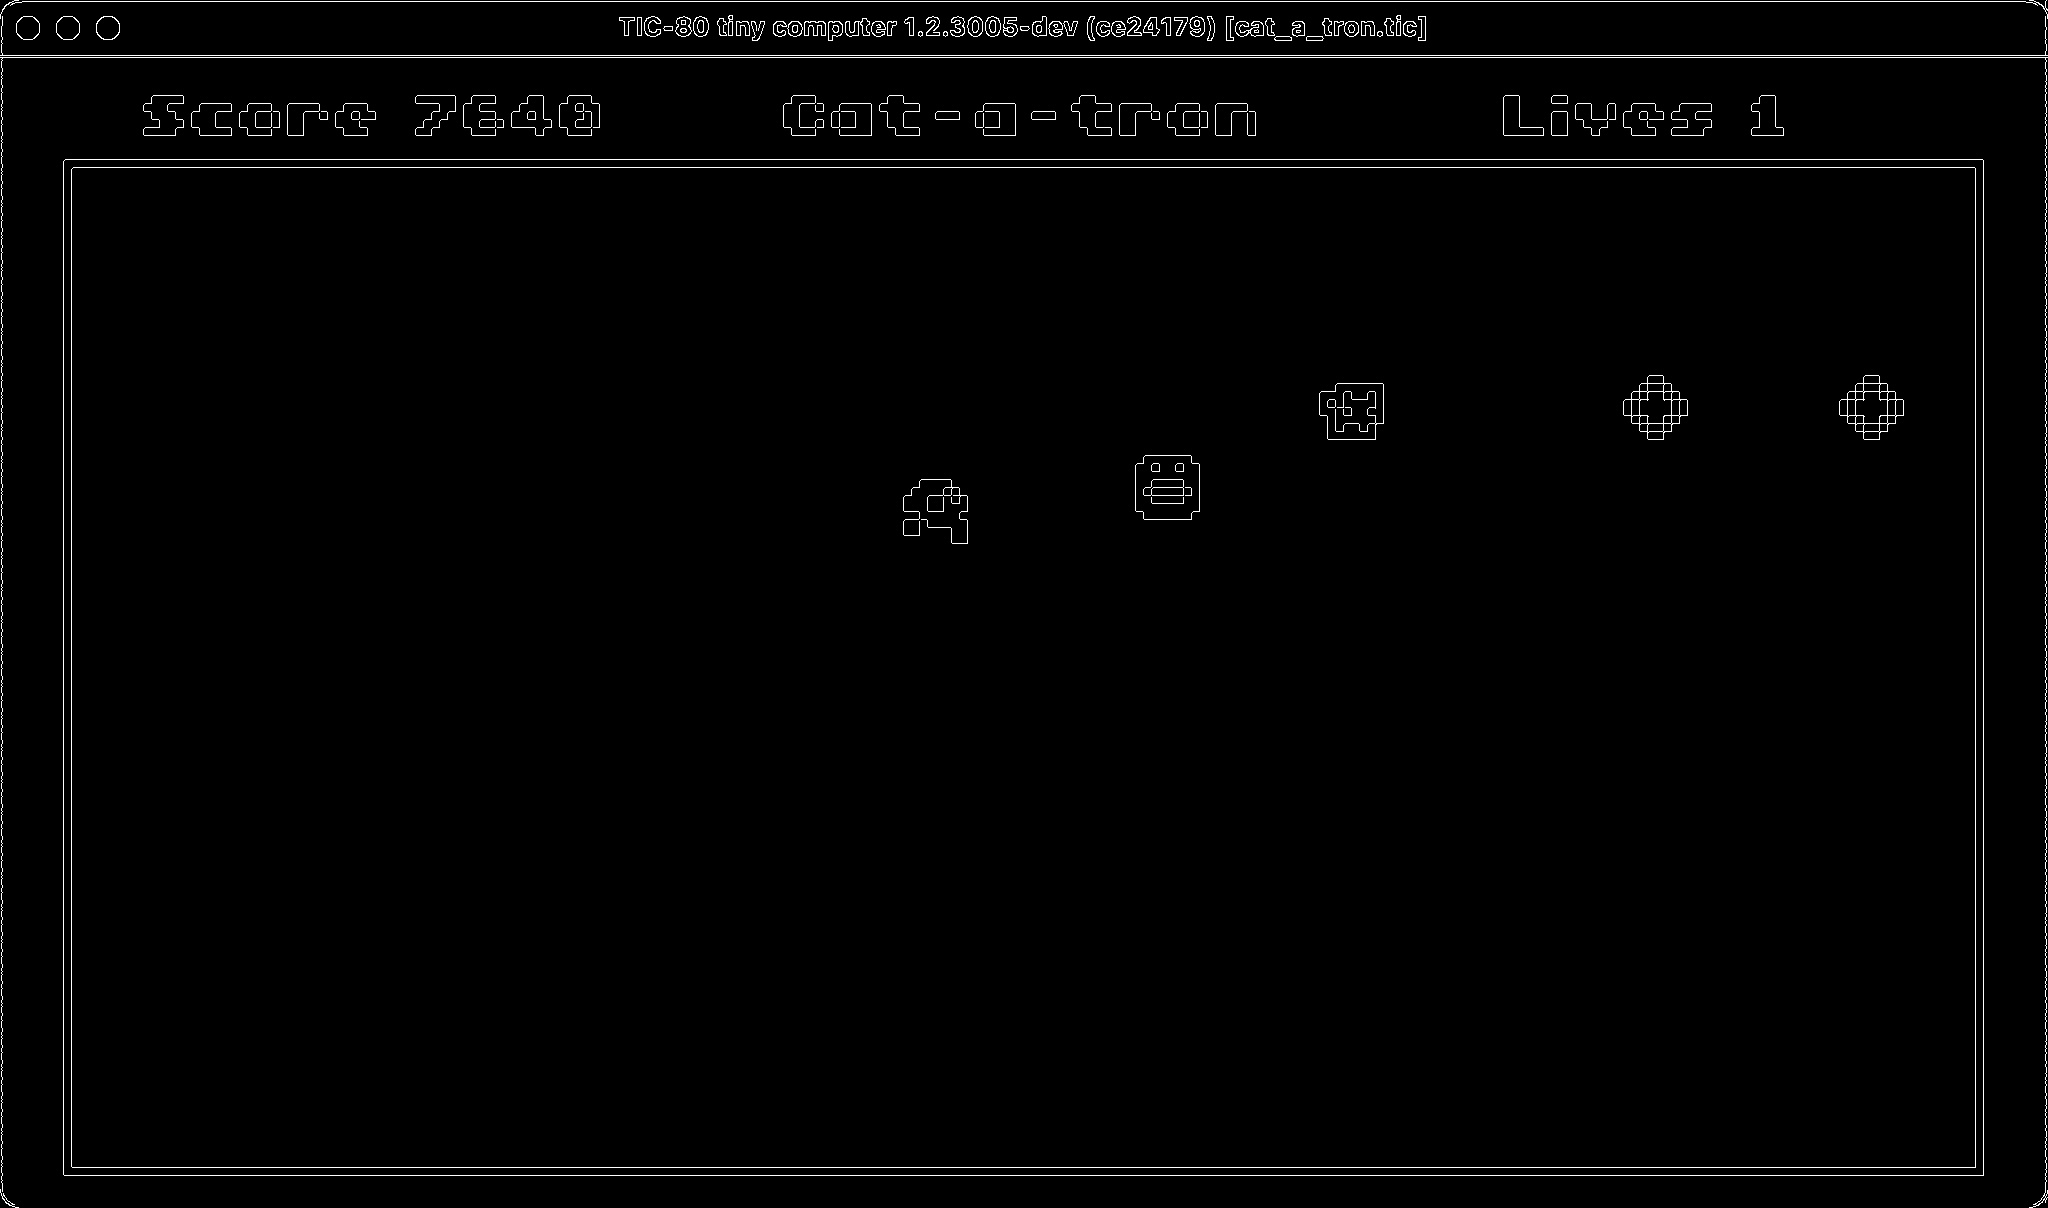 TIC-80 tiny computer 1.2.3005-dev (ce24179) [cat_a_tron.tic]
Score 7640 Cat-a-tron Lives 1